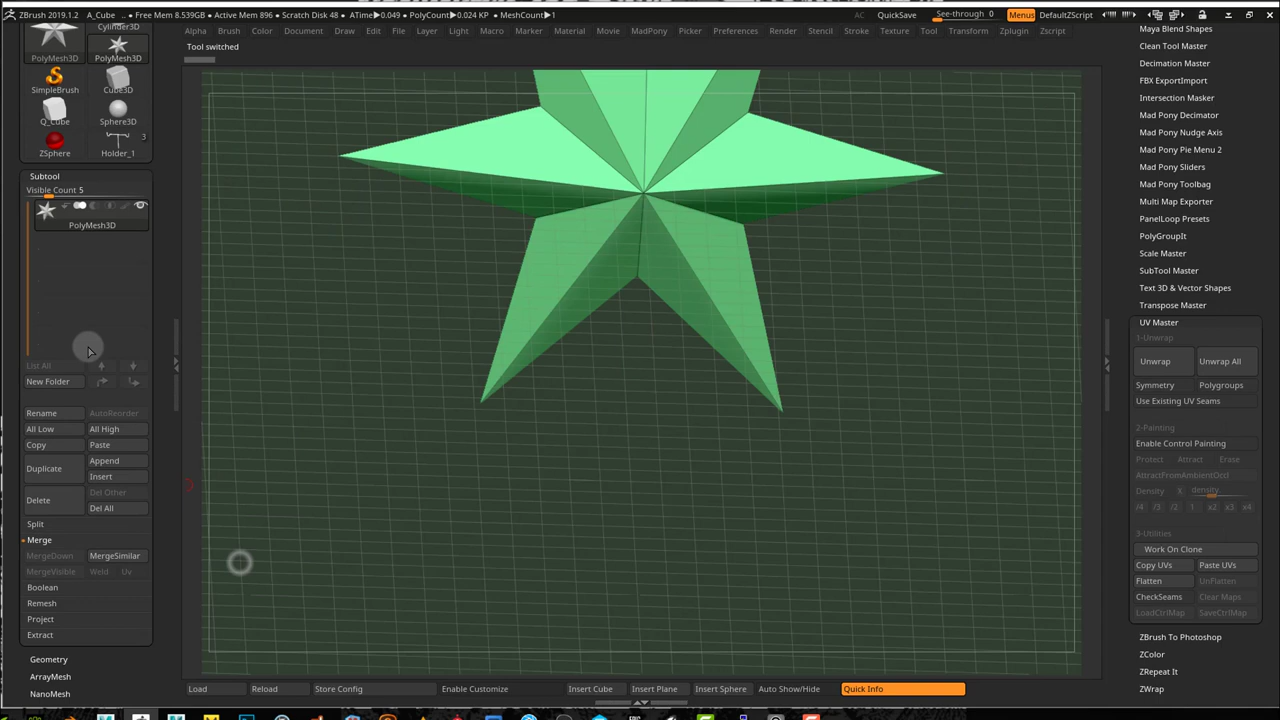 ZBrush 2019.1.2 A_Cube .. • Free Mem 8.539GB • Active Mem 896 • Scratch Disk 48 • ATime▶0.049 • PolyCount▶0.024 KP • MeshCount▶1 AC QuickSave See-through 0 Menus DefaultZScript
Alpha Brush Color Document Draw Edit File Layer Light Macro Marker Material Movie MadPony Picker Preferences Render Stencil Stroke Texture Tool Transform Zplugin Zscript
Tool switched
Cylinder3D
PolyMesh3D PolyMesh3D
SimpleBrush Cube3D
Q_Cube Sphere3D
3
ZSphere Holder_1
Subtool
Visible Count 5
PolyMesh3D
List All
New Folder
Rename AutoReorder
All Low All High
Copy Paste
Duplicate Append
Insert
Delete Del Other
Del All
Split
Merge
MergeDown MergeSimilar
MergeVisible Weld Uv
Boolean
Remesh
Project
Extract
Geometry
ArrayMesh
NanoMesh
Load Reload Store Config Enable Customize Insert Cube Insert Plane Insert Sphere Auto Show/Hide Quick Info
Maya Blend Shapes
Clean Tool Master
Decimation Master
FBX ExportImport
Intersection Masker
Mad Pony Decimator
Mad Pony Nudge Axis
Mad Pony Pie Menu 2
Mad Pony Sliders
Mad Pony Toolbag
Multi Map Exporter
PanelLoop Presets
PolyGroupIt
Scale Master
SubTool Master
Text 3D & Vector Shapes
Transpose Master
UV Master
1-Unwrap
Unwrap Unwrap All
Symmetry Polygroups
Use Existing UV Seams
2-Painting
Enable Control Painting
Protect Attract Erase
AttractFromAmbientOccl
Density X density
/4 /3 /2 1 x2 x3 x4
3-Utilities
Work On Clone
Copy UVs Paste UVs
Flatten UnFlatten
CheckSeams Clear Maps
LoadCtrlMap SaveCtrlMap
ZBrush To Photoshop
ZColor
ZRepeat It
ZWrap